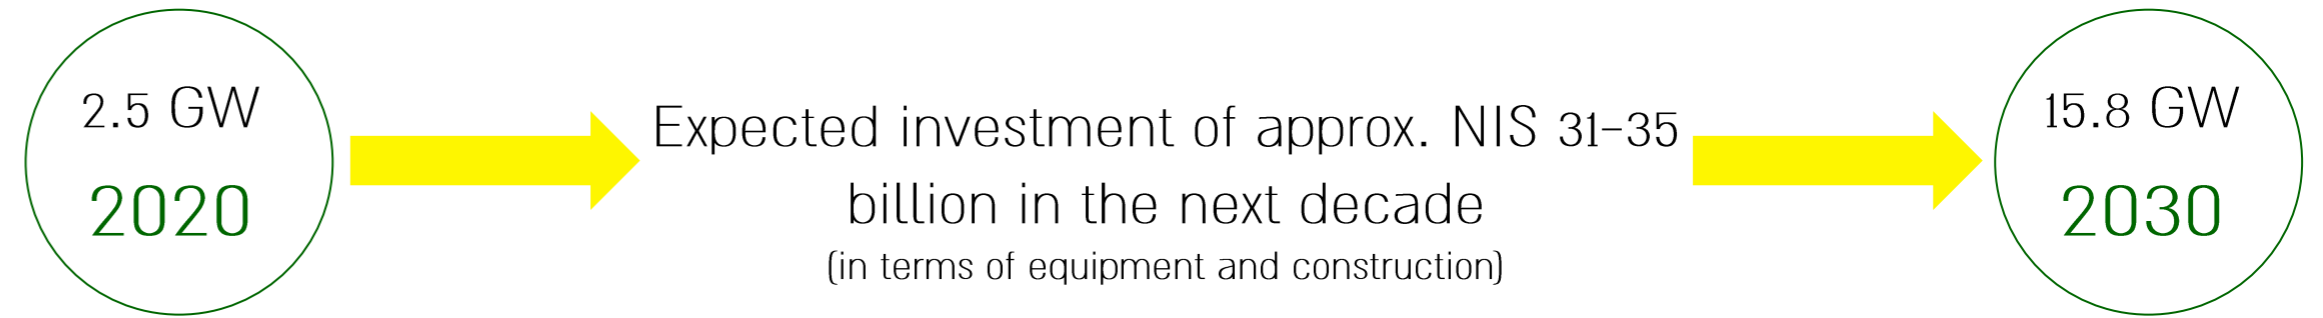 2.5 GW
2020
Expected investment of approx. NIS 31-35
billion in the next decade
(in terms of equipment and construction)
15.8 GW
2030